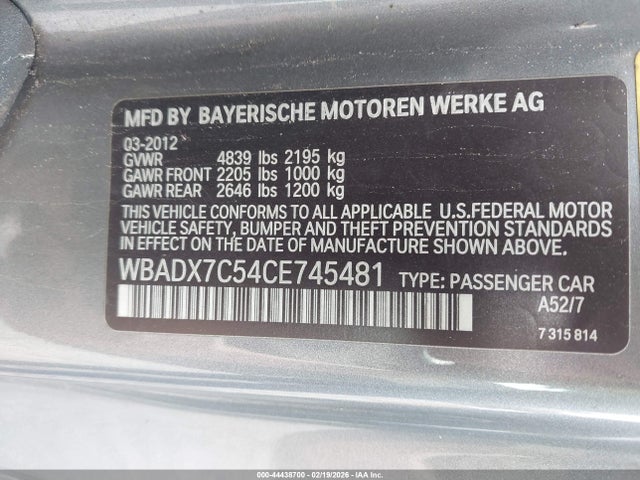 MFD BY BAYERISCHE MOTOREN WERKE AG
03-2012
GVWR 4839 lbs 2195 kg
GAWR FRONT 2205 lbs 1000 kg
GAWR REAR 2646 lbs 1200 kg
THIS VEHICLE CONFORMS TO ALL APPLICABLE U.S.FEDERAL MOTOR
VEHICLE SAFETY, BUMPER, AND THEFT PREVENTION STANDARDS
IN EFFECT ON THE DATE OF MANUFACTURE SHOWN ABOVE.
WBADX7C54CE745481 TYPE: PASSENGER CAR
A52/7
7 315 814
000-44438700 - 02/19/2026 - IAAI.COM